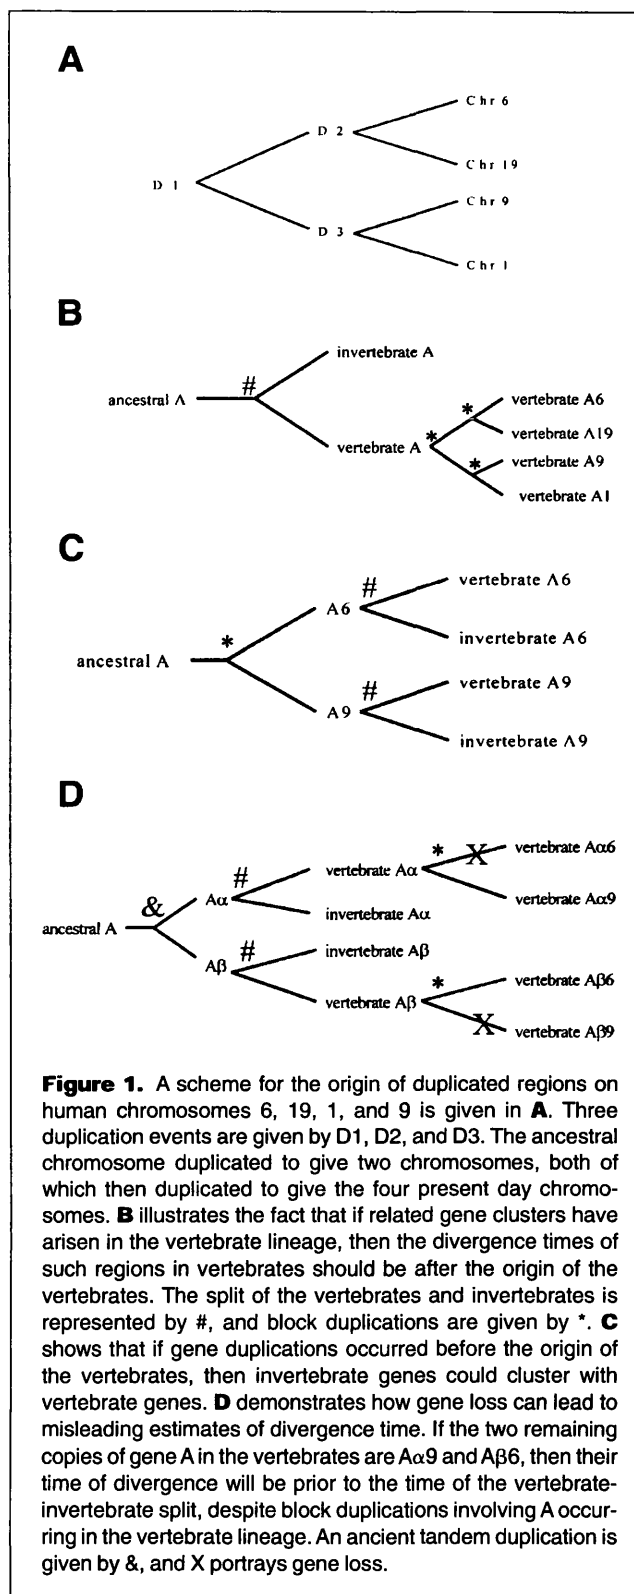 A
Chr 6
D 2
Chr 19
D 1
Chr 9
D 3
Chr 1
B
invertebrate A
#
ancestral A
*
vertebrate A6
*
vertebrate A19
vertebrate A
*
vertebrate A9
vertebrate A1
C
#
vertebrate A6
A6
*
invertebrate A6
ancestral A
#
vertebrate A9
A9
invertebrate A9
D
*
X
vertebrate Aα6
#
vertebrate Aα
&
Aα
vertebrate Aα9
invertebrate Aα
ancestral A
#
invertebrate Aβ
Aβ
*
vertebrate Aβ6
vertebrate Aβ
X
vertebrate Aβ9
Figure 1. A scheme for the origin of duplicated regions on
human chromosomes 6, 19, 1, and 9 is given in A. Three
duplication events are given by D1, D2, and D3. The ancestral
chromosome duplicated to give two chromosomes, both of
which then duplicated to give the four present day chromo-
somes. B illustrates the fact that if related gene clusters have
arisen in the vertebrate lineage, then the divergence times of
such regions in vertebrates should be after the origin of the
vertebrates. The split of the vertebrates and invertebrates is
represented by #, and block duplications are given by *. C
shows that if gene duplications occurred before the origin of
the vertebrates, then invertebrate genes could cluster with
vertebrate genes. D demonstrates how gene loss can lead to
misleading estimates of divergence time. If the two remaining
copies of gene A in the vertebrates are Aα9 and Aβ6, then their
time of divergence will be prior to the time of the vertebrate-
invertebrate split, despite block duplications involving A occur-
ring in the vertebrate lineage. An ancient tandem duplication is
given by &, and X portrays gene loss.